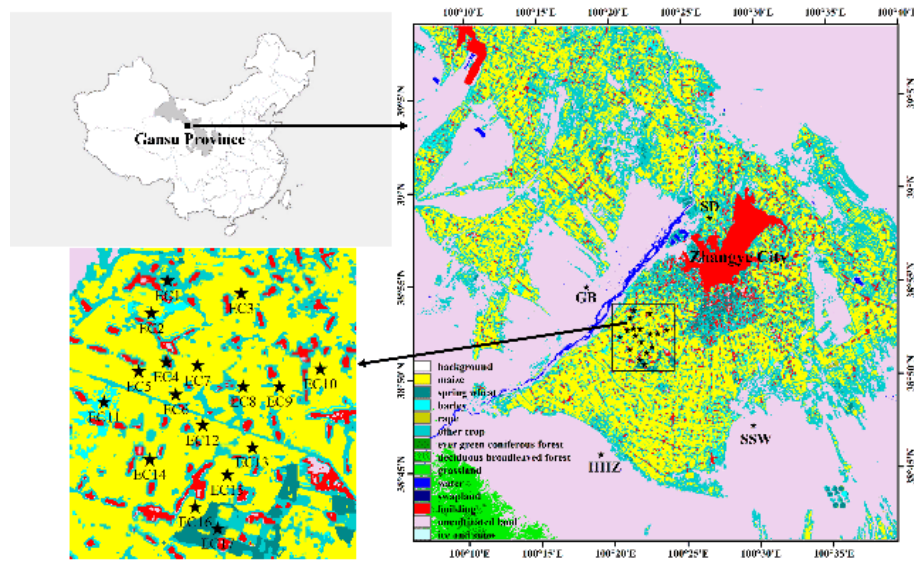 Gansu Province
100°10'E 100°15'E 100°20'E 100°25'E 100°30'E 100°35'E 100°40'E
39°5'N
39°5'N
39°N
39°N
38°55'N
38°55'N
38°50'N
38°50'N
38°45'N
38°45'N
SD
Zhangye City
GB
SSW
HHZ
EC1
EC3
EC2
EC4
EC7
EC5
EC10
EC6
EC8
EC9
EC11
EC12
EC13
EC14
EC15
EC16
EC17
background
maize
spring wheat
barley
rape
other crop
ever green coniferous forest
deciduous broadleaved forest
grassland
water
swapland
building
uncultivated land
ice and snow
100°10'E 100°15'E 100°20'E 100°25'E 100°30'E 100°35'E